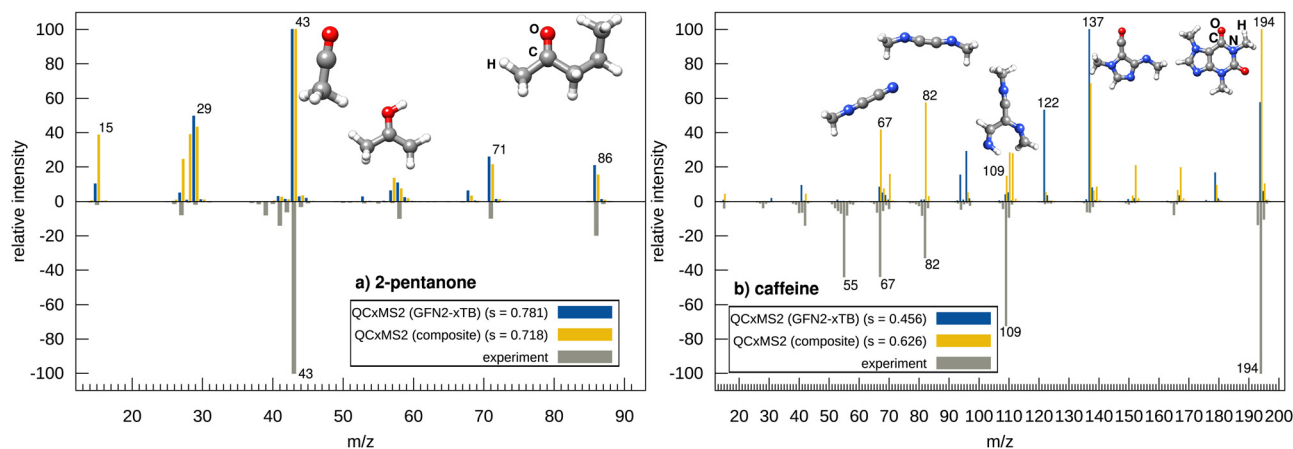 100
80
60
40
20
0
-20
-40
-60
-80
-100
relative intensity
43
O
C
H
29
15
71
86
43
a) 2-pentanone
QCxMS2 (GFN2-xTB) (s = 0.781)
QCxMS2 (composite) (s = 0.718)
experiment
20 30 40 50 60 70 80 90
m/z
100
80
60
40
20
0
-20
-40
-60
-80
-100
relative intensity
137
O
C
N
H
194
82
67
122
109
55
67
82
109
194
b) caffeine
QCxMS2 (GFN2-xTB) (s = 0.456)
QCxMS2 (composite) (s = 0.626)
experiment
20 30 40 50 60 70 80 90 100 110 120 130 140 150 160 170 180 190 200
m/z